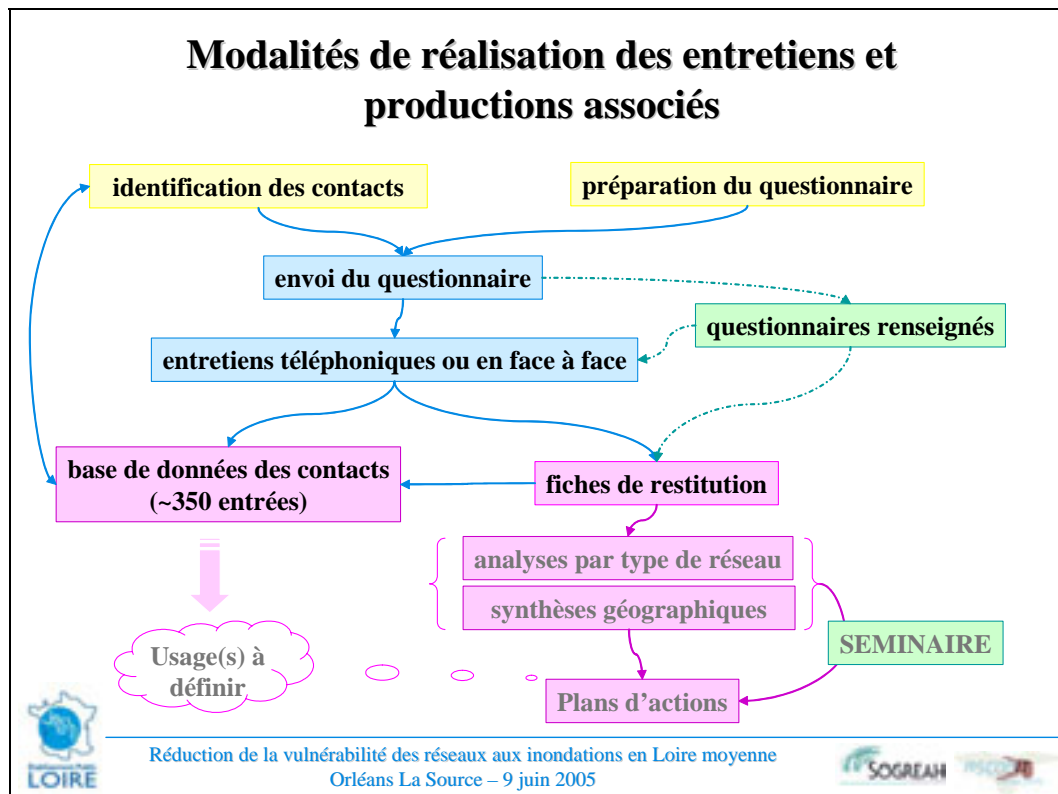 Modalités de réalisation des entretiens et
productions associés
identification des contacts
préparation du questionnaire
envoi du questionnaire
questionnaires renseignés
entretiens téléphoniques ou en face à face
base de données des contacts
(~350 entrées)
fiches de restitution
analyses par type de réseau
synthèses géographiques
SEMINAIRE
Usage(s) à
définir
Plans d'actions
LOIRE
Réduction de la vulnérabilité des réseaux aux inondations en Loire moyenne
Orléans La Source – 9 juin 2005
SOGREAH